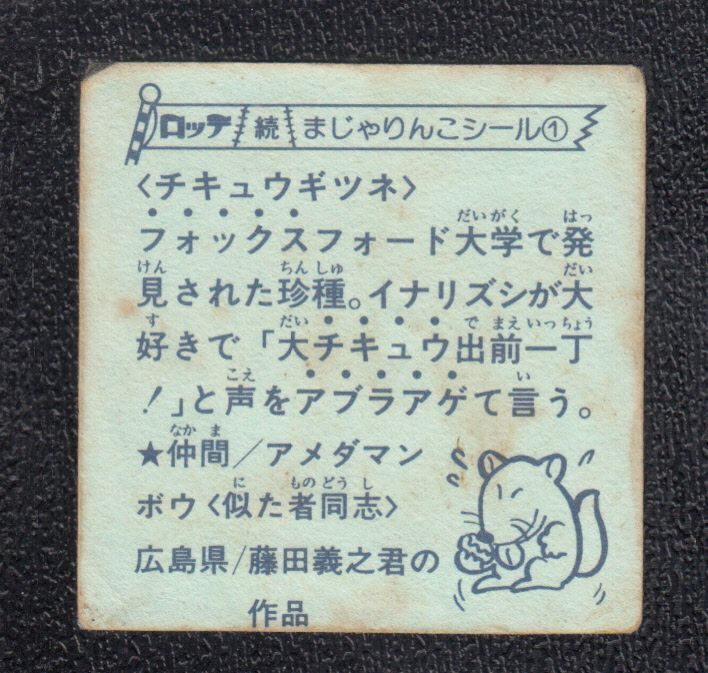 ロッテ 続 まじゃりんこシール①
〈チキュウギツネ〉
フォックスフォード大学で発
見された珍種。イナリズシが大
好きで「大チキュウ出前一丁
！」と声をアブラアゲて言う。
★仲間／アメダマン
ボウ〈似た者同志〉
広島県/藤田義之君の
作品